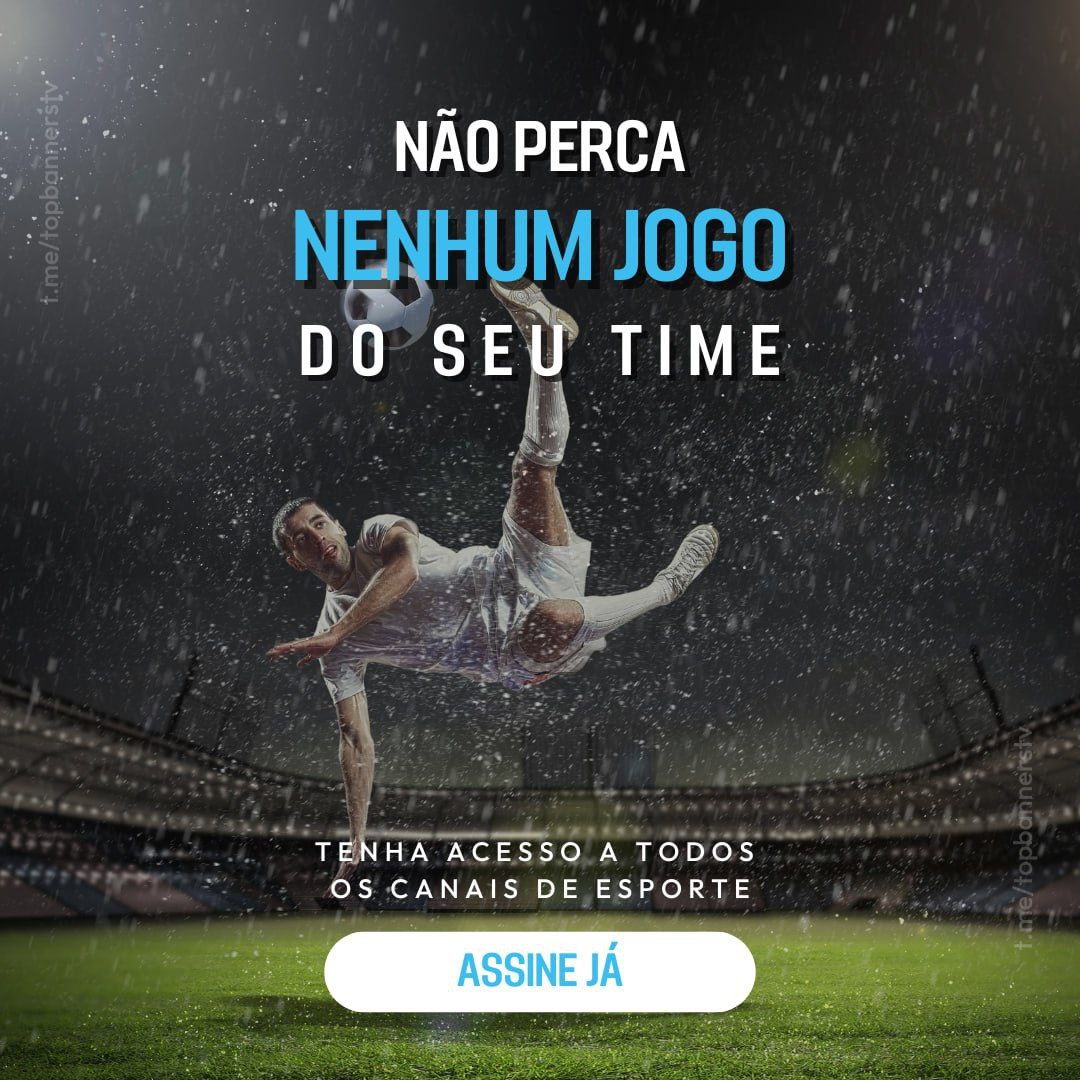 t.me/topbannerstv
NÃO PERCA
NENHUM JOGO
DO SEU TIME
t.me/topbannerstv
TENHA ACESSO A TODOS
OS CANAIS DE ESPORTE
ASSINE JÁ